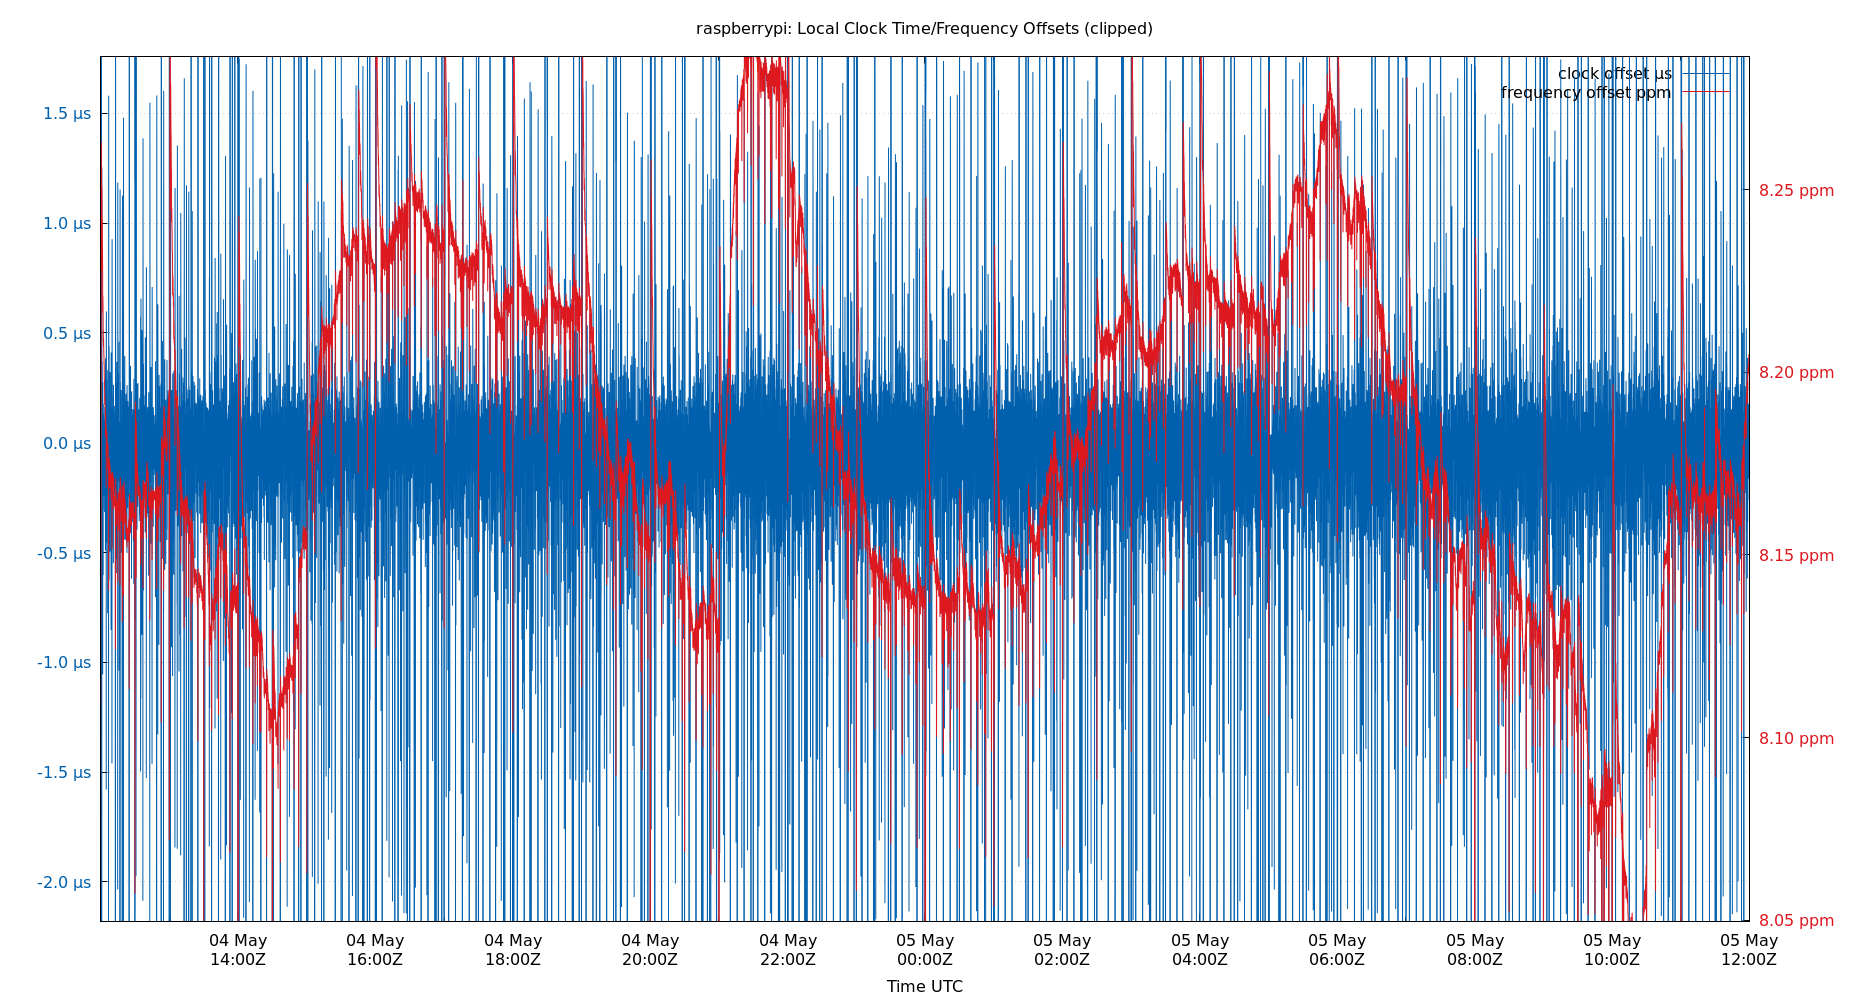 raspberrypi: Local Clock Time/Frequency Offsets (clipped)
clock offset µs
frequency offset ppm
1.5 µs
1.0 µs
0.5 µs
0.0 µs
-0.5 µs
-1.0 µs
-1.5 µs
-2.0 µs
8.25 ppm
8.20 ppm
8.15 ppm
8.10 ppm
8.05 ppm
04 May 04 May 04 May 04 May 04 May 05 May 05 May 05 May 05 May 05 May 05 May 05 May
14:00Z 16:00Z 18:00Z 20:00Z 22:00Z 00:00Z 02:00Z 04:00Z 06:00Z 08:00Z 10:00Z 12:00Z
Time UTC